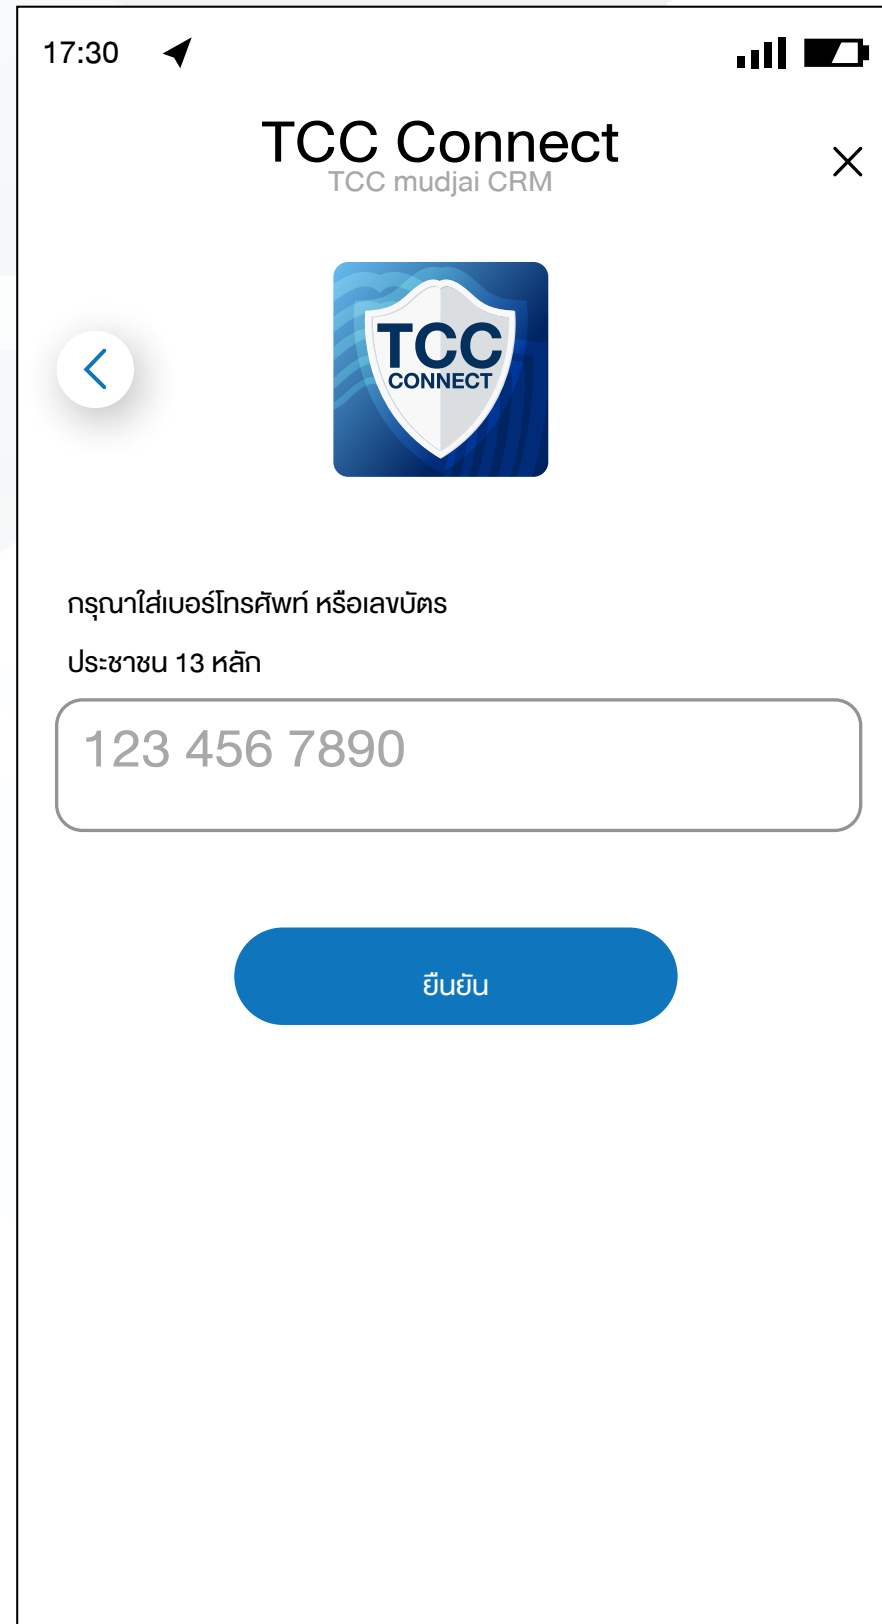 17:30
TCC Connect
TCC mudjai CRM
TCC
CONNECT
กรุณาใส่เบอร์โทรศัพท์ หรือเลขบัตร
ประชาชน 13 หลัก
123 456 7890
ยืนยัน